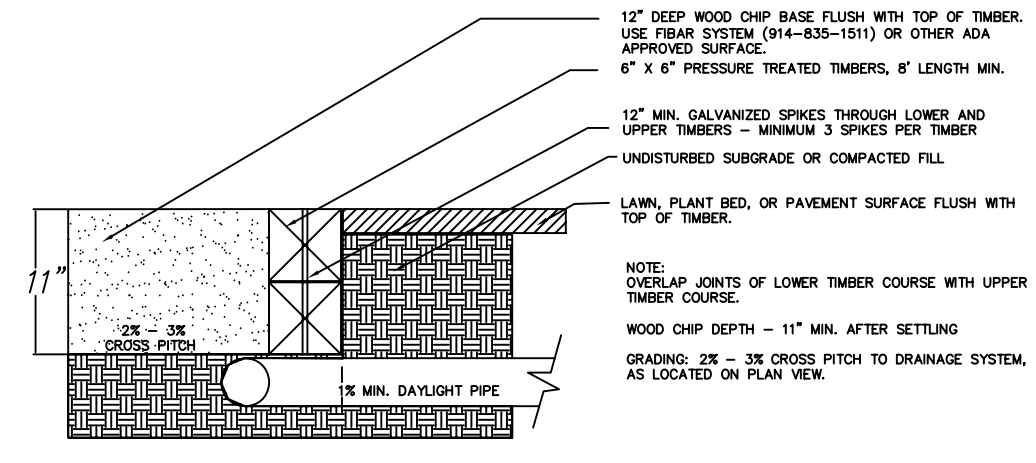 12" DEEP WOOD CHIP BASE FLUSH WITH TOP OF TIMBER.
USE FIBAR SYSTEM (914-835-1511) OR OTHER ADA
APPROVED SURFACE.
6" X 6" PRESSURE TREATED TIMBERS, 8' LENGTH MIN.
12" MIN. GALVANIZED SPIKES THROUGH LOWER AND
UPPER TIMBERS - MINIMUM 3 SPIKES PER TIMBER
UNDISTURBED SUBGRADE OR COMPACTED FILL
LAWN, PLANT BED, OR PAVEMENT SURFACE FLUSH WITH
TOP OF TIMBER.
NOTE:
OVERLAP JOINTS OF LOWER TIMBER COURSE WITH UPPER
TIMBER COURSE.
WOOD CHIP DEPTH - 11" MIN. AFTER SETTLING
GRADING: 2% - 3% CROSS PITCH TO DRAINAGE SYSTEM,
AS LOCATED ON PLAN VIEW.
11"
2% - 3%
CROSS PITCH
1% MIN. DAYLIGHT PIPE